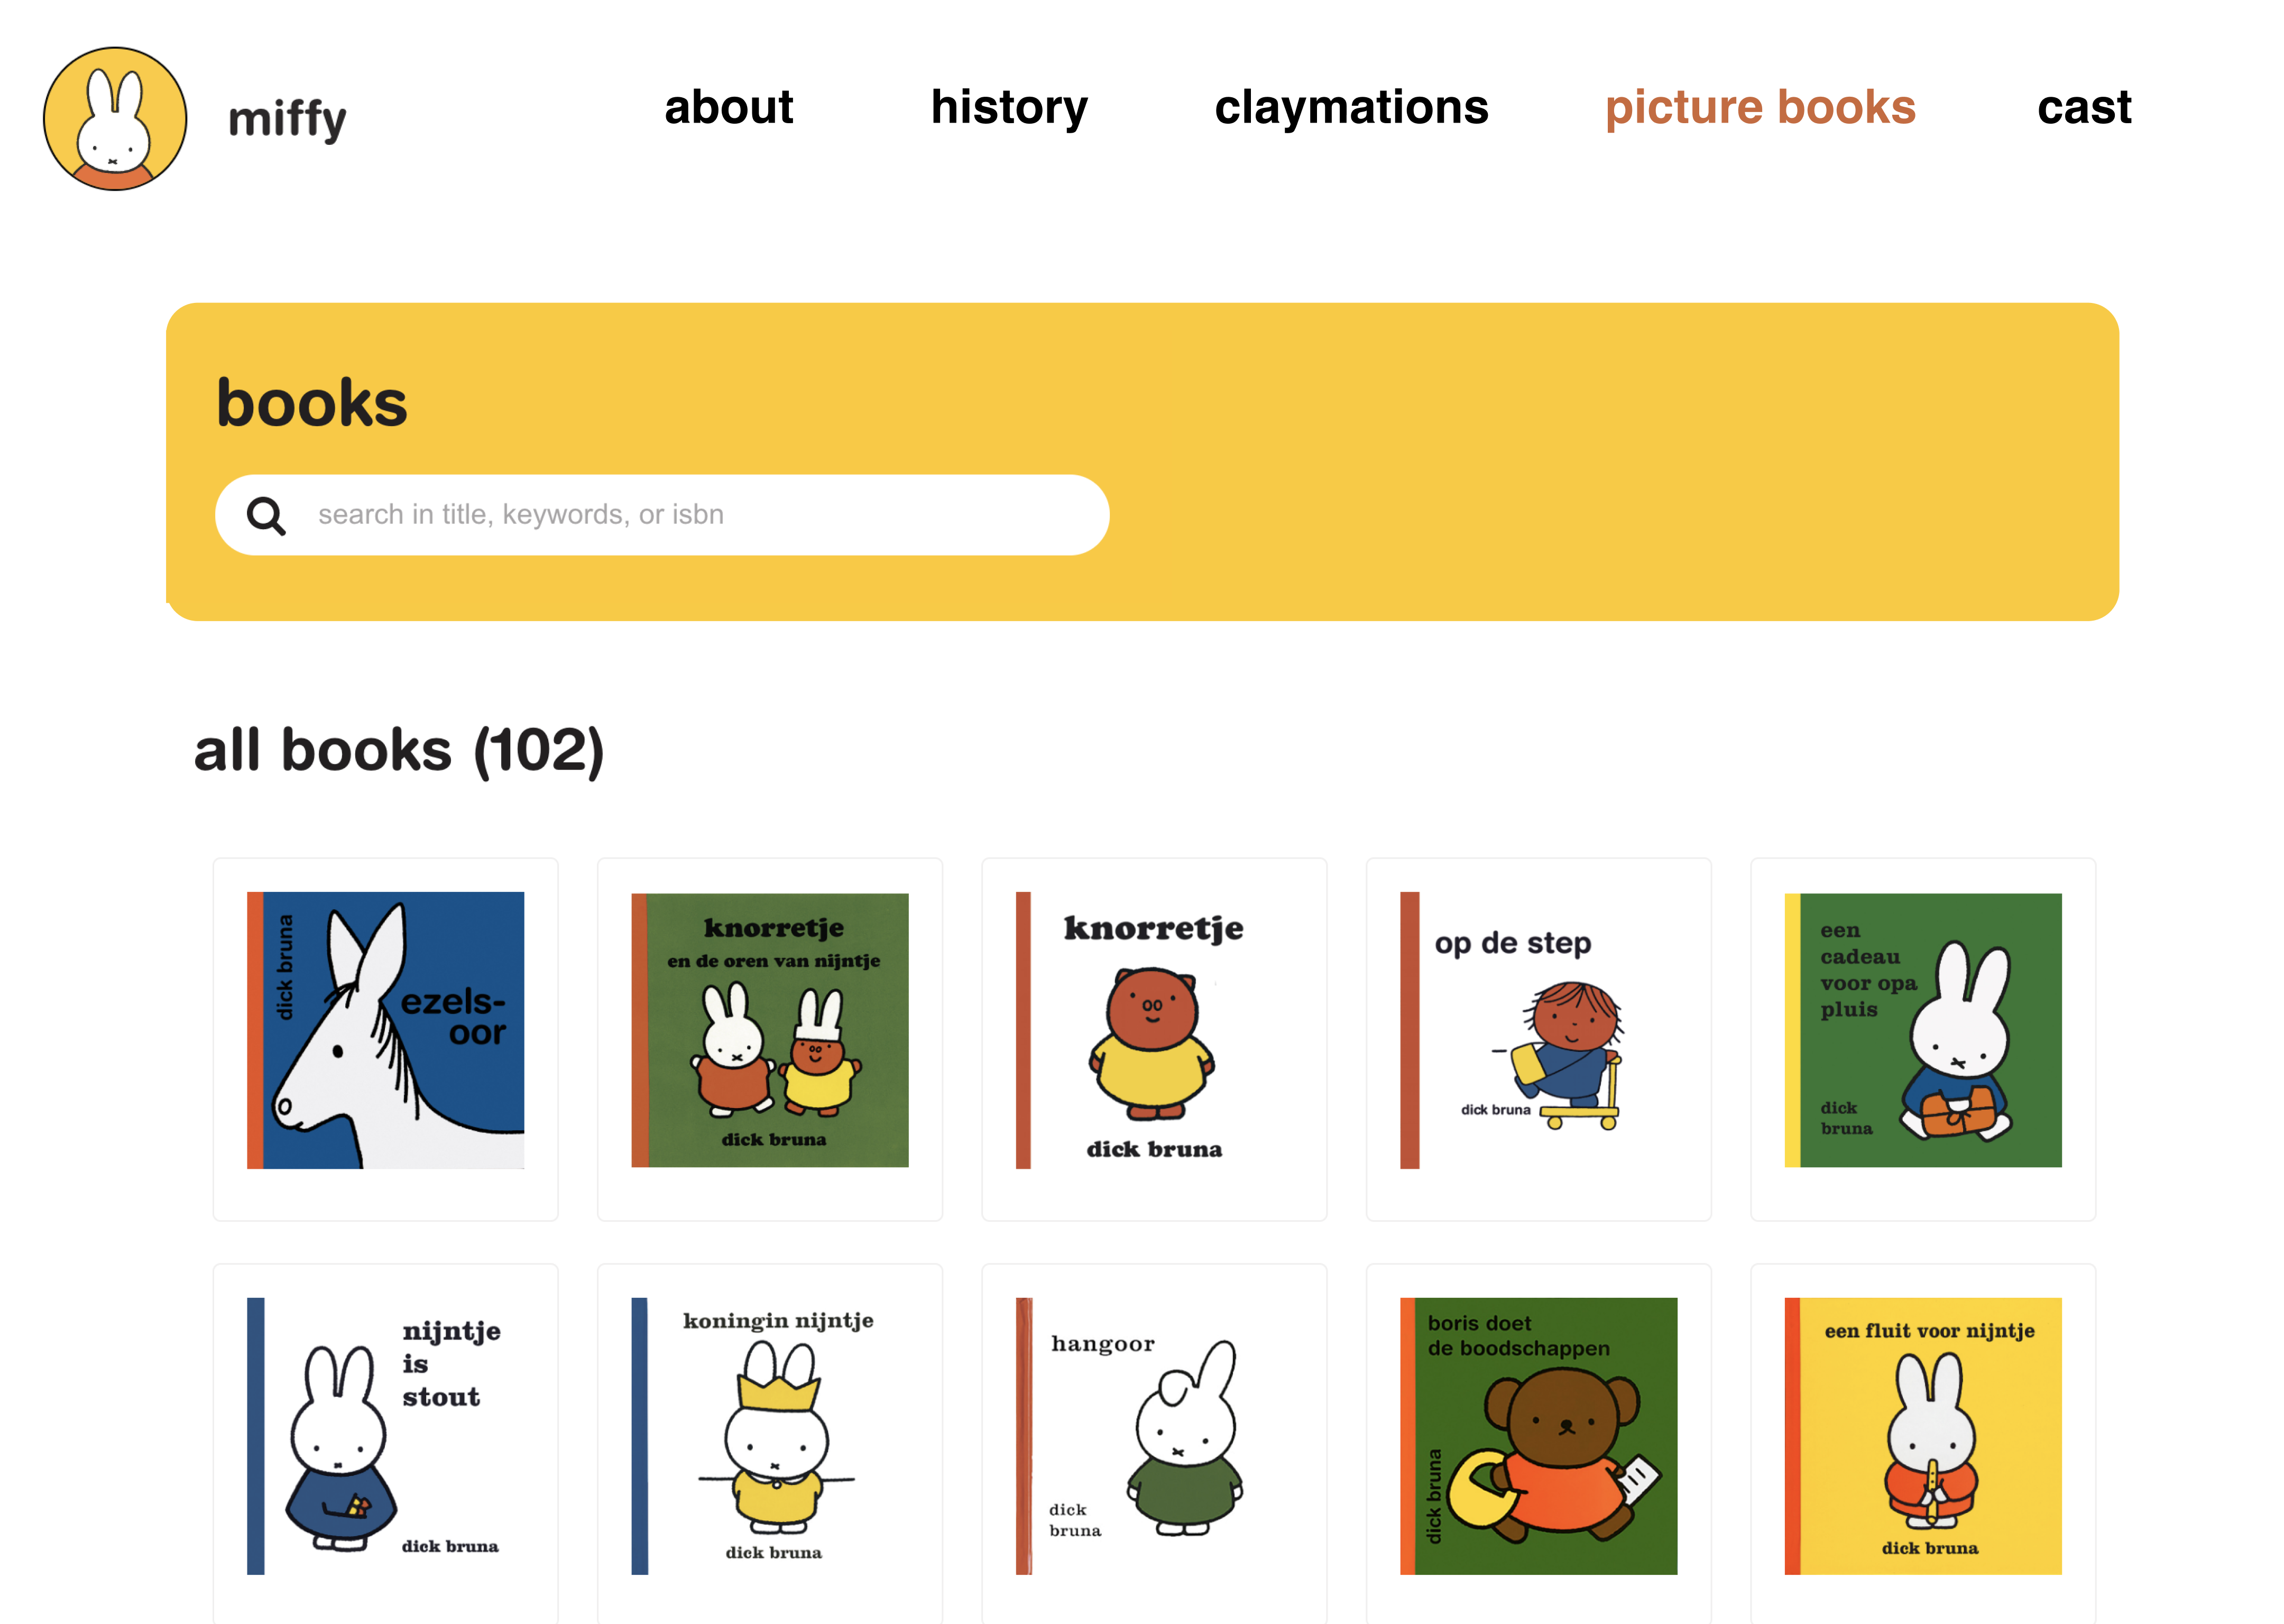 miffy
about
history
claymations
picture books
cast
books
search in title, keywords, or isbn
all books (102)
dick bruna
ezels-
oor
knorretje
en de oren van nijntje
dick bruna
knorretje
dick bruna
op de step
dick bruna
een
cadeau
voor opa
pluis
dick
bruna
nijntje
is
stout
dick bruna
koningin nijntje
dick bruna
hangoor
dick
bruna
boris doet
de boodschappen
dick bruna
een fluit voor nijntje
dick bruna